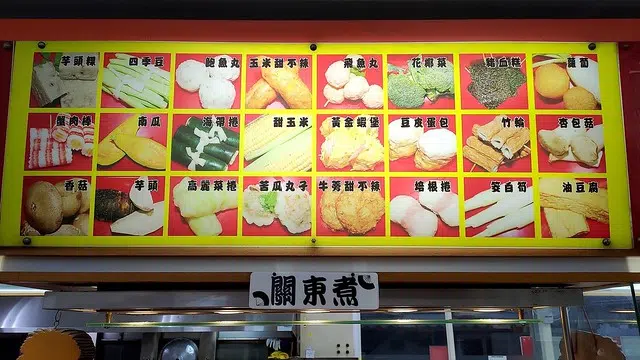 芋頭粿 四季豆 鮑魚丸 玉米甜不辣 飛魚丸 花椰菜 豬血糕 蘿蔔
蟹肉棒 南瓜 海帶捲 甜玉米 黃金蝦堡 豆皮蛋包 竹輪 杏包菇
香菇 芋頭 高麗菜捲 苦瓜丸子 牛蒡甜不辣 培根捲 茭白筍 油豆腐
關東煮